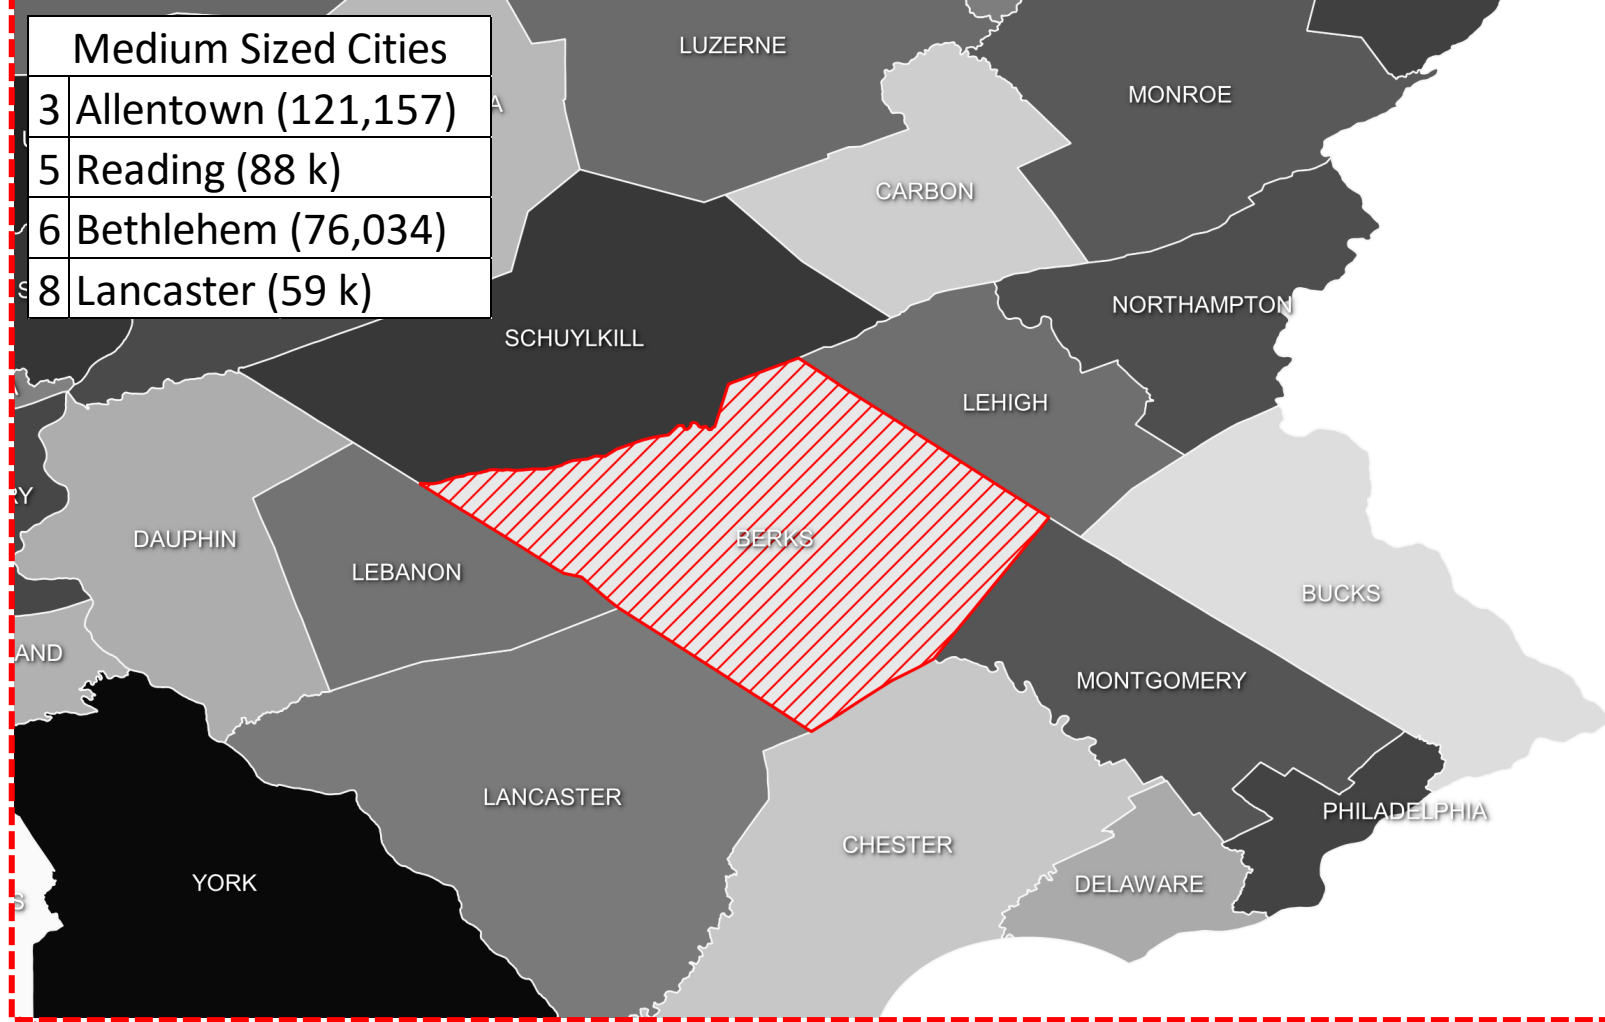 Medium Sized Cities
3 Allentown (121,157)
5 Reading (88 k)
6 Bethlehem (76,034)
8 Lancaster (59 k)
LUZERNE
MONROE
CARBON
NORTHAMPTON
SCHUYLKILL
LEHIGH
DAUPHIN
BERKS
LEBANON
BUCKS
AND
MONTGOMERY
LANCASTER
PHILADELPHIA
CHESTER
YORK
DELAWARE